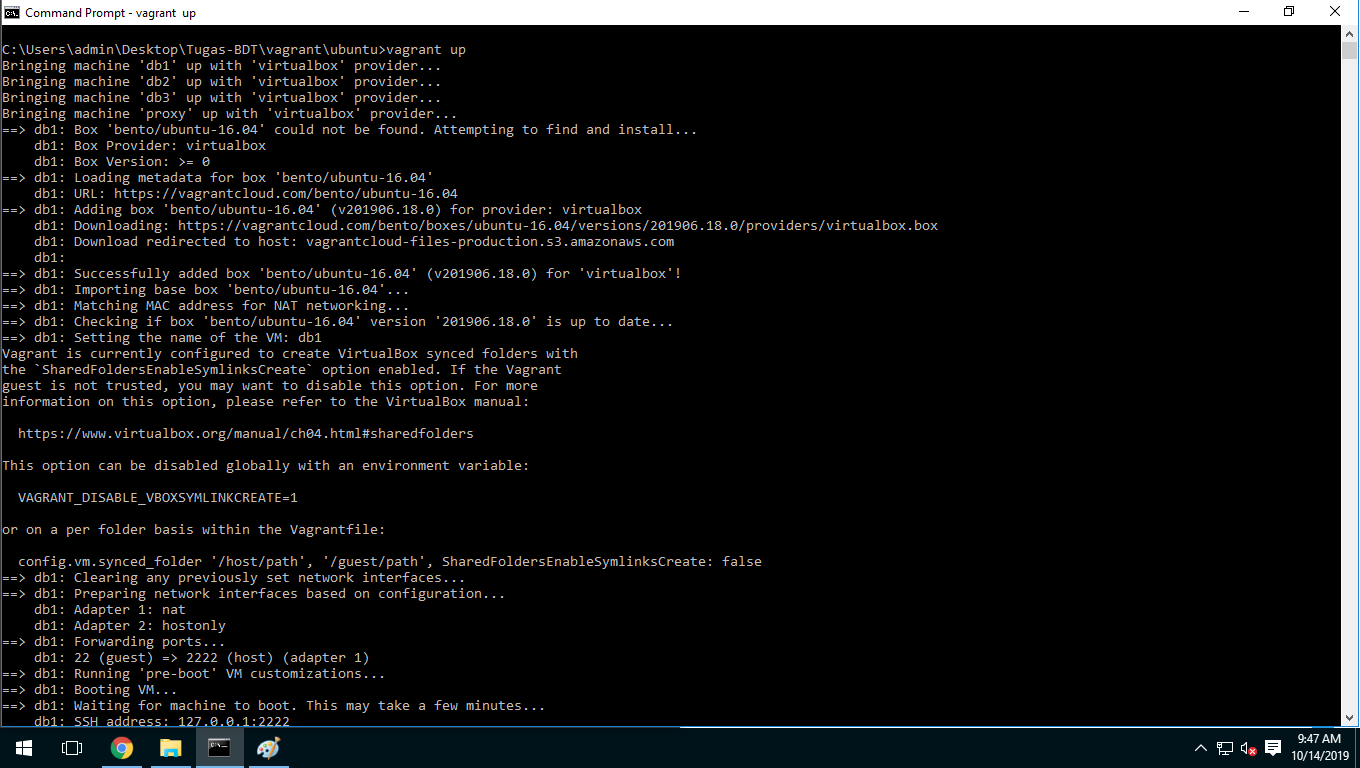 Command Prompt - vagrant  up
C:\Users\admin\Desktop\Tugas-BDT\vagrant\ubuntu>vagrant up
Bringing machine 'db1' up with 'virtualbox' provider...
Bringing machine 'db2' up with 'virtualbox' provider...
Bringing machine 'db3' up with 'virtualbox' provider...
Bringing machine 'proxy' up with 'virtualbox' provider...
==> db1: Box 'bento/ubuntu-16.04' could not be found. Attempting to find and install...
    db1: Box Provider: virtualbox
    db1: Box Version: >= 0
==> db1: Loading metadata for box 'bento/ubuntu-16.04'
    db1: URL: https://vagrantcloud.com/bento/ubuntu-16.04
==> db1: Adding box 'bento/ubuntu-16.04' (v201906.18.0) for provider: virtualbox
    db1: Downloading: https://vagrantcloud.com/bento/boxes/ubuntu-16.04/versions/201906.18.0/providers/virtualbox.box
    db1: Download redirected to host: vagrantcloud-files-production.s3.amazonaws.com
    db1:
==> db1: Successfully added box 'bento/ubuntu-16.04' (v201906.18.0) for 'virtualbox'!
==> db1: Importing base box 'bento/ubuntu-16.04'...
==> db1: Matching MAC address for NAT networking...
==> db1: Checking if box 'bento/ubuntu-16.04' version '201906.18.0' is up to date...
==> db1: Setting the name of the VM: db1
Vagrant is currently configured to create VirtualBox synced folders with
the `SharedFoldersEnableSymlinksCreate` option enabled. If the Vagrant
guest is not trusted, you may want to disable this option. For more
information on this option, please refer to the VirtualBox manual:
  https://www.virtualbox.org/manual/ch04.html#sharedfolders
This option can be disabled globally with an environment variable:
  VAGRANT_DISABLE_VBOXSYMLINKCREATE=1
or on a per folder basis within the Vagrantfile:
  config.vm.synced_folder '/host/path', '/guest/path', SharedFoldersEnableSymlinksCreate: false
==> db1: Clearing any previously set network interfaces...
==> db1: Preparing network interfaces based on configuration...
    db1: Adapter 1: nat
    db1: Adapter 2: hostonly
==> db1: Forwarding ports...
    db1: 22 (guest) => 2222 (host) (adapter 1)
==> db1: Running 'pre-boot' VM customizations...
==> db1: Booting VM...
==> db1: Waiting for machine to boot. This may take a few minutes...
    db1: SSH address: 127.0.0.1:2222
9:47 AM
10/14/2019